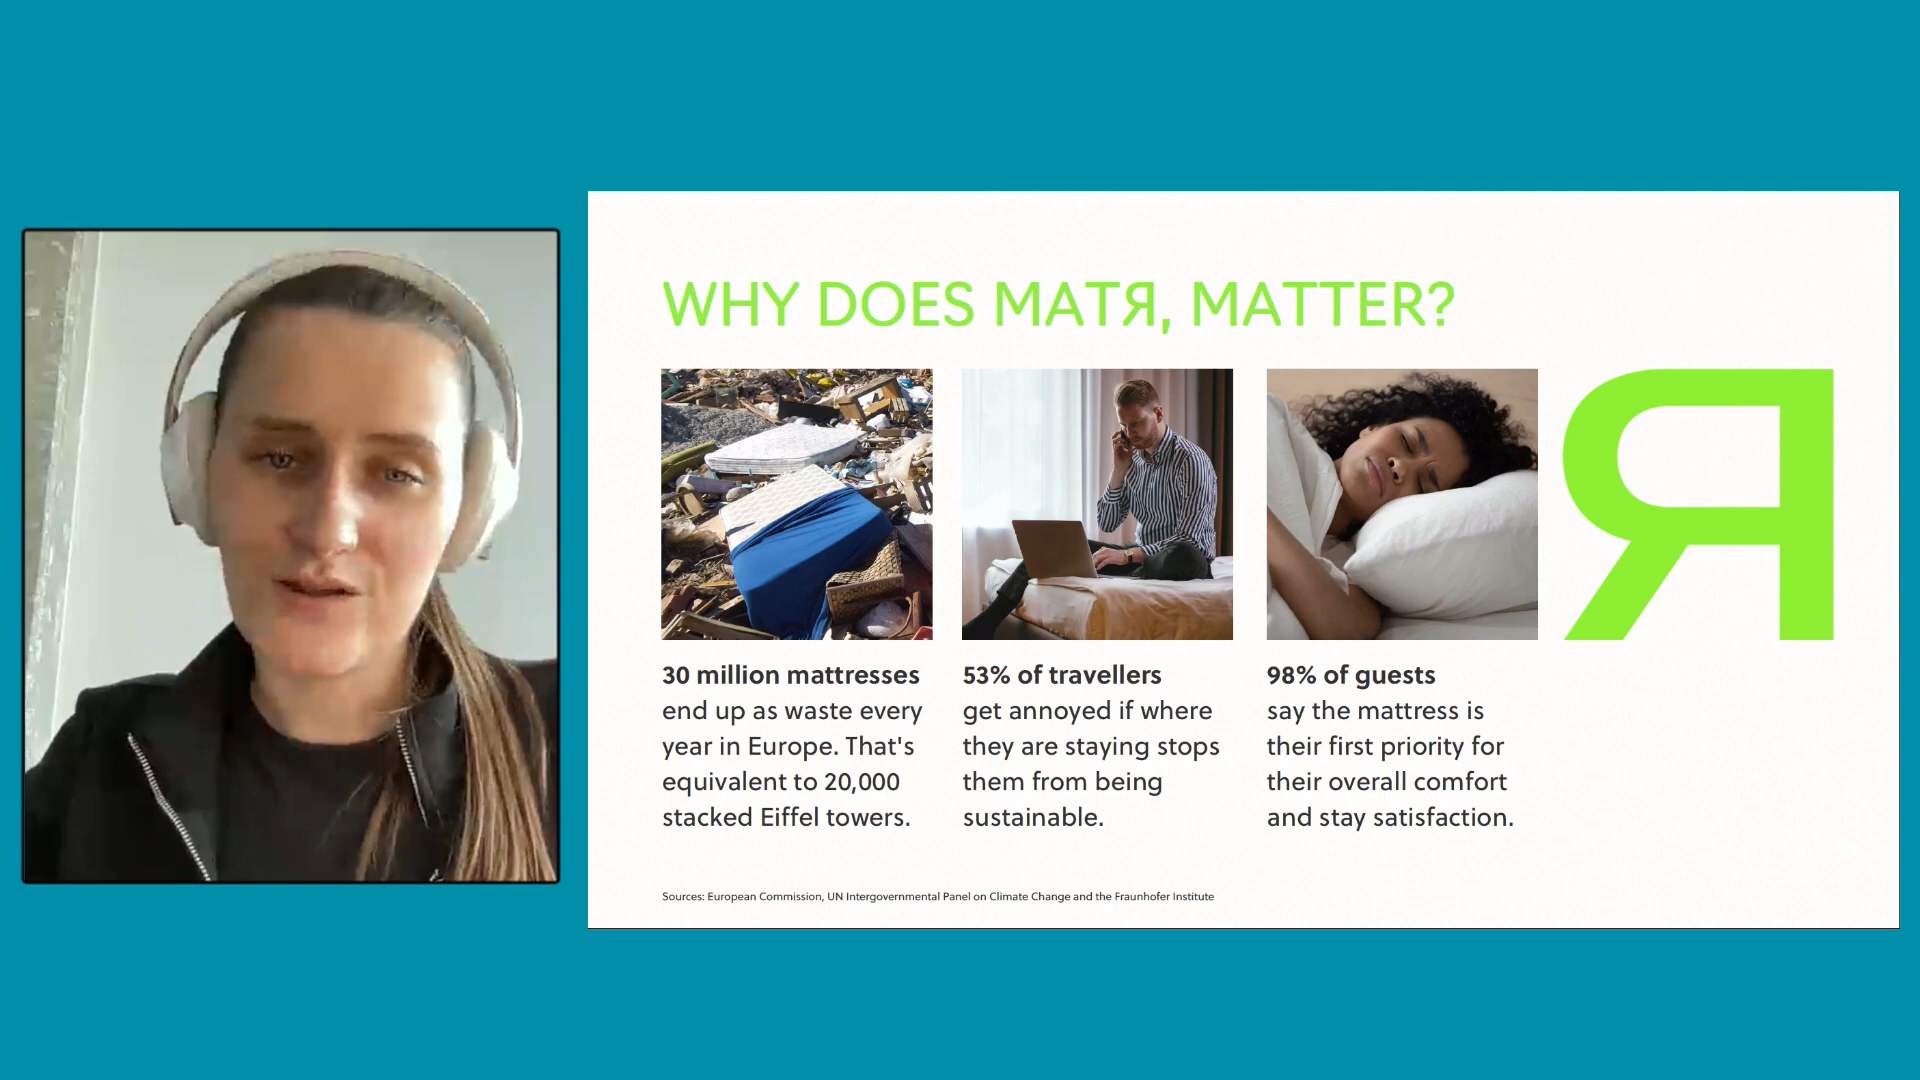 WHY DOES MATЯ, MATTER?
Я
30 million mattresses
end up as waste every
year in Europe. That's
equivalent to 20,000
stacked Eiffel towers.
53% of travellers
get annoyed if where
they are staying stops
them from being
sustainable.
98% of guests
say the mattress is
their first priority for
their overall comfort
and stay satisfaction.
Sources: European Commission, UN Intergovernmental Panel on Climate Change and the Fraunhofer Institute